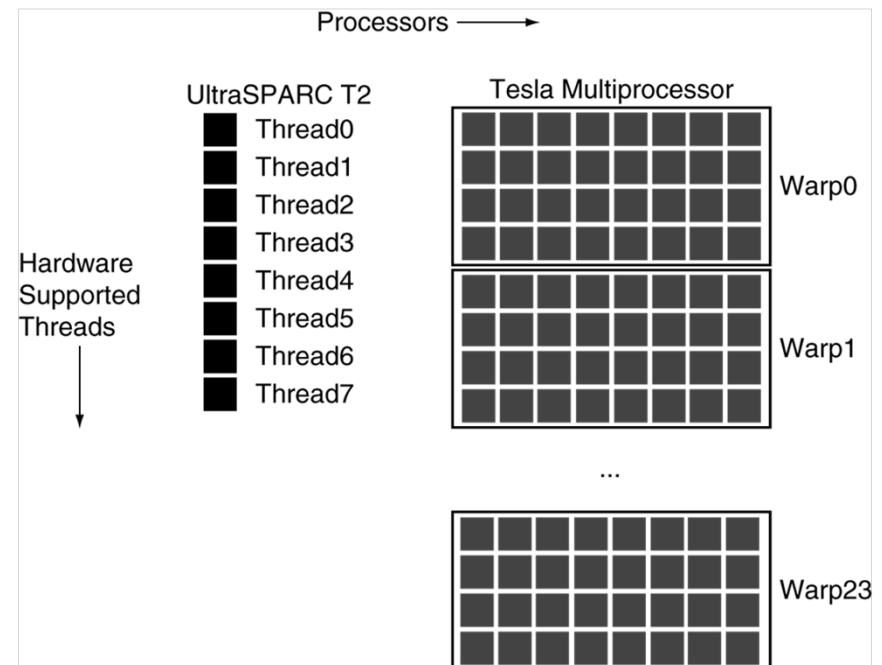 Processors
UltraSPARC T2
Tesla Multiprocessor
Thread0
Thread1
Thread2
Thread3
Thread4
Thread5
Thread6
Thread7
Hardware
Supported
Threads
Warp0
Warp1
...
Warp23